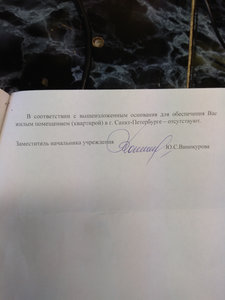 В соответствии с вышеизложенным основания для обеспечения Вас
жилым помещением (квартирой) в г. Санкт-Петербурге – отсутствуют.
Заместитель начальника учреждения Ю.С.Винокурова